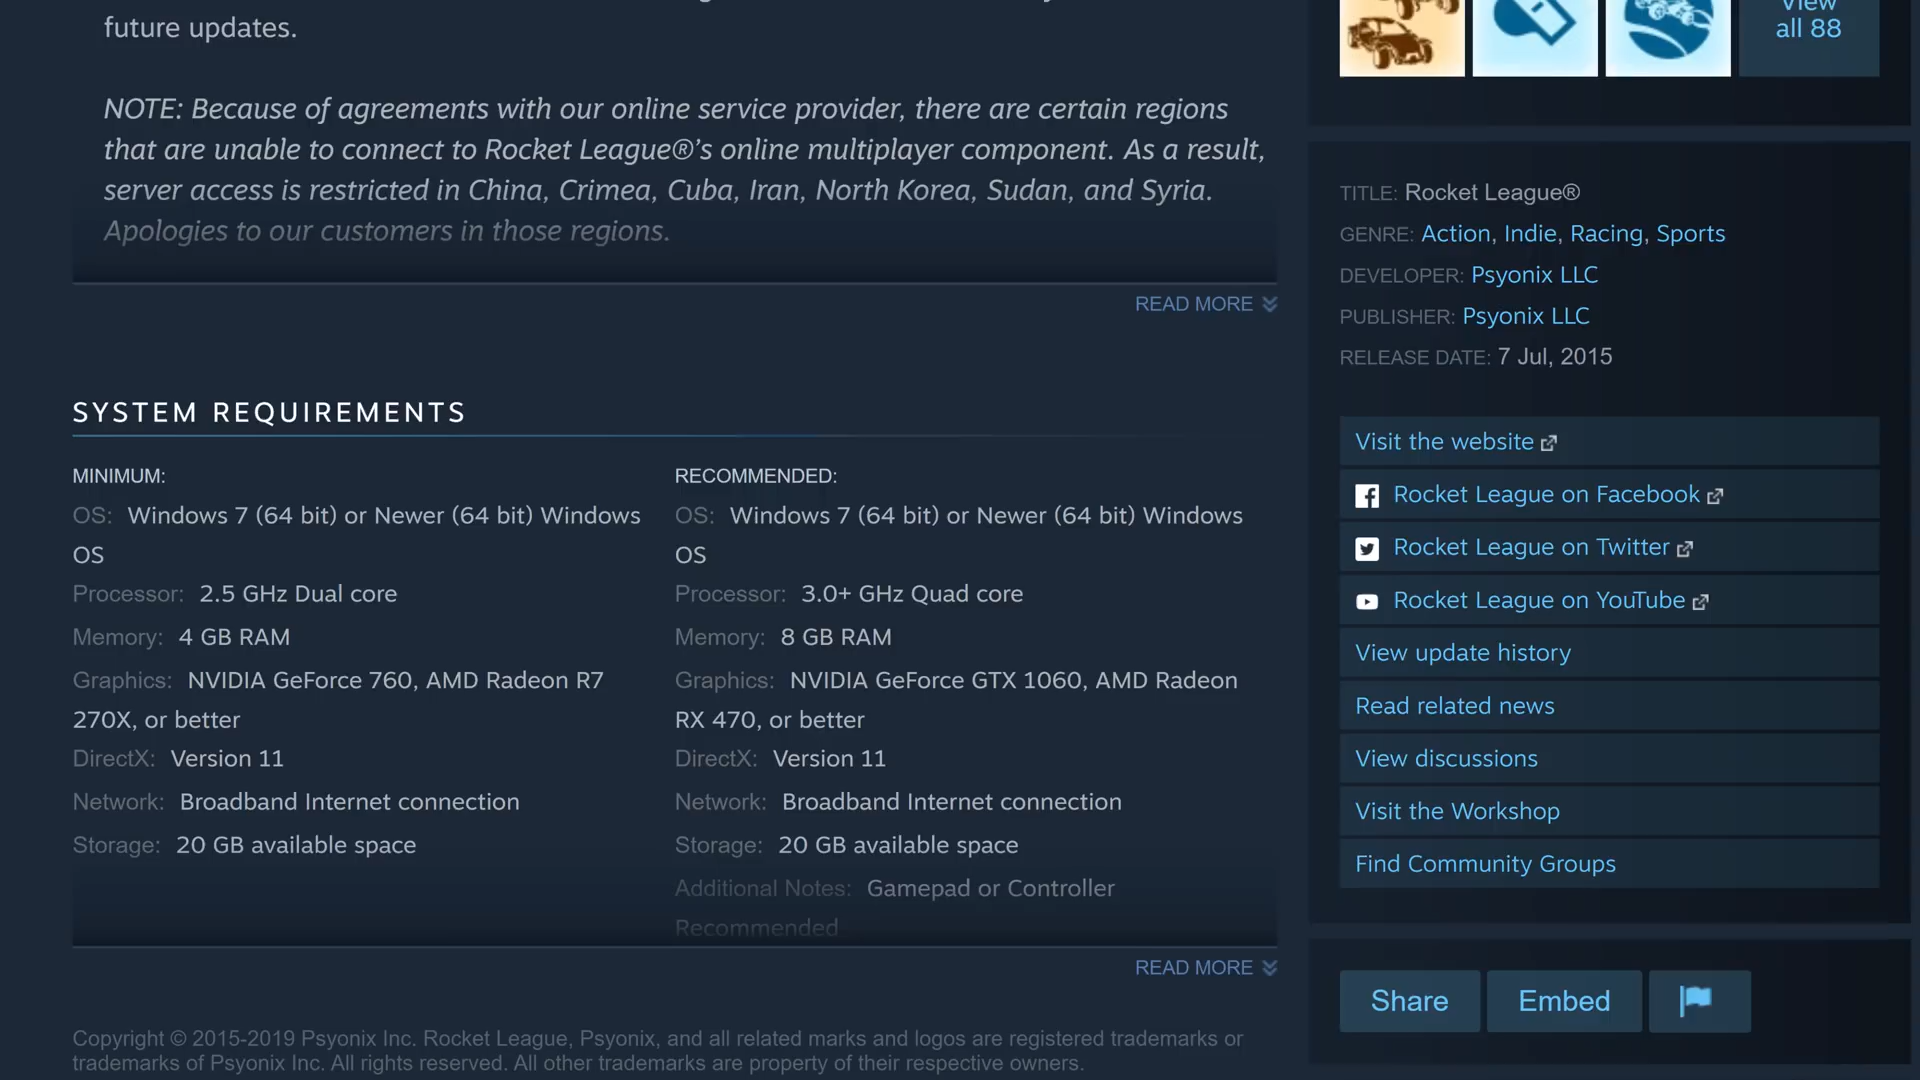 future updates.
NOTE: Because of agreements with our online service provider, there are certain regions
that are unable to connect to Rocket League®’s online multiplayer component. As a result,
server access is restricted in China, Crimea, Cuba, Iran, North Korea, Sudan, and Syria.
Apologies to our customers in those regions.
READ MORE
SYSTEM REQUIREMENTS
MINIMUM:
OS: Windows 7 (64 bit) or Newer (64 bit) Windows
OS
Processor: 2.5 GHz Dual core
Memory: 4 GB RAM
Graphics: NVIDIA GeForce 760, AMD Radeon R7
270X, or better
DirectX: Version 11
Network: Broadband Internet connection
Storage: 20 GB available space
RECOMMENDED:
OS: Windows 7 (64 bit) or Newer (64 bit) Windows
OS
Processor: 3.0+ GHz Quad core
Memory: 8 GB RAM
Graphics: NVIDIA GeForce GTX 1060, AMD Radeon
RX 470, or better
DirectX: Version 11
Network: Broadband Internet connection
Storage: 20 GB available space
Additional Notes: Gamepad or Controller
Recommended
READ MORE
Copyright © 2015-2019 Psyonix Inc. Rocket League, Psyonix, and all related marks and logos are registered trademarks or
trademarks of Psyonix Inc. All rights reserved. All other trademarks are property of their respective owners.
View
all 88
TITLE: Rocket League®
GENRE: Action, Indie, Racing, Sports
DEVELOPER: Psyonix LLC
PUBLISHER: Psyonix LLC
RELEASE DATE: 7 Jul, 2015
Visit the website
Rocket League on Facebook
Rocket League on Twitter
Rocket League on YouTube
View update history
Read related news
View discussions
Visit the Workshop
Find Community Groups
Share
Embed